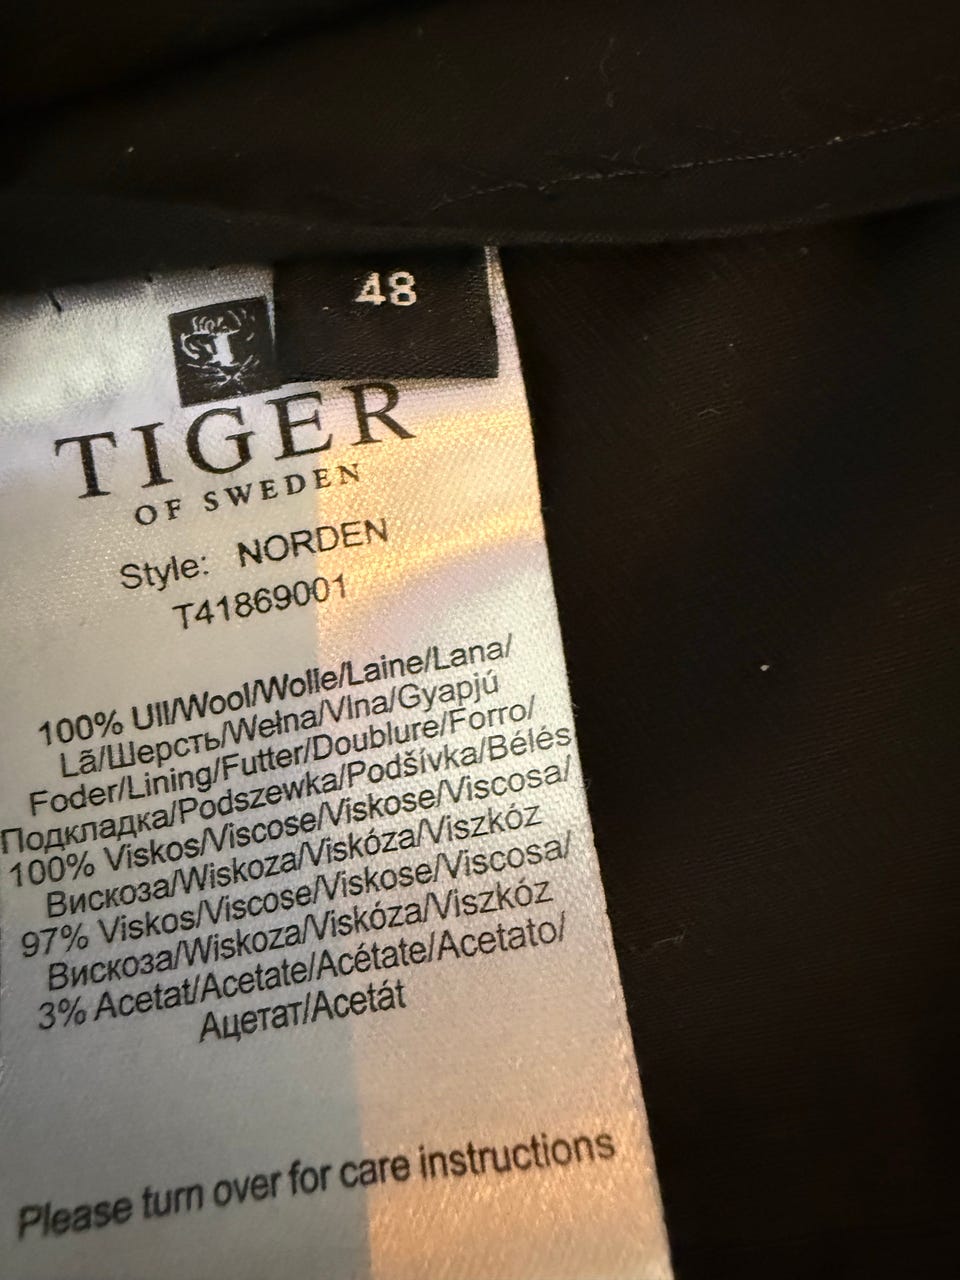 48
TIGER
OF SWEDEN
Style: NORDEN
T41869001
100% Ull/Wool/Wolle/Laine/Lana/
Lã/Шерсть/Wełna/Vlna/Gyapjú
Foder/Lining/Futter/Doublure/Forro/
Подкладка/Podszewka/Podšívka/Bélés
100% Viskos/Viscose/Viskose/Viscosa/
Вискоза/Wiskoza/Viskóza/Viszkóz
97% Viskos/Viscose/Viskose/Viscosa/
Вискоза/Wiskoza/Viskóza/Viszkóz
3% Acetat/Acetate/Acétate/Acetato/
Ацетат/Acetát
Please turn over for care instructions